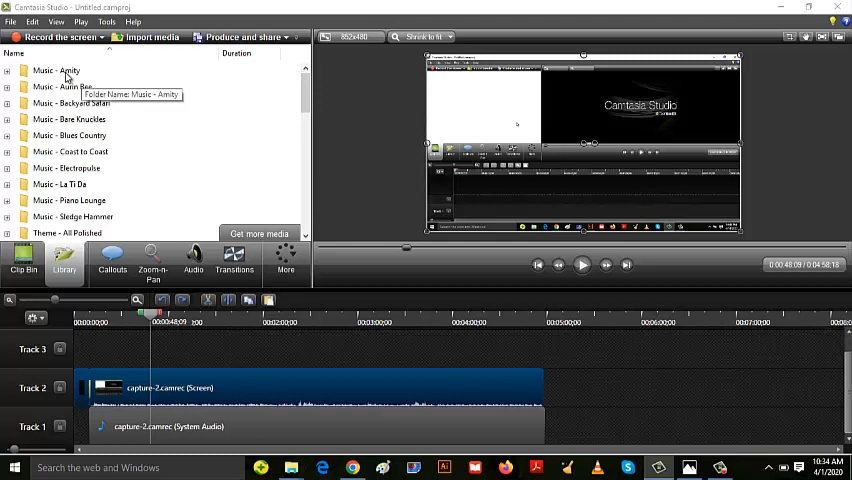 Camtasia Studio - Untitled.camproj
File Edit View Play Tools Help
Record the screen Import media Produce and share
852x480 Shrink to fit
Name Duration
Music - Amity
Folder Name: Music - Amity
Music - Backyard Safari
Music - Bare Knuckles
Music - Blues Country
Music - Coast to Coast
Music - Electropulse
Music - La Ti Da
Music - Piano Lounge
Music - Sledge Hammer
Theme - All Polished
Get more media
Camtasia Studio
Clip Bin Library Callouts Zoom-n-Pan Audio Transitions More
0:00:48;09 / 0:04:58;18
00:00:00;00 00:00:48;09 00:02:00;00 00:03:00;00 00:04:00;00 00:05:00;00 00:06:00;00 00:07:00;00
Track 3
Track 2 capture-2.camrec (Screen)
Track 1 capture-2.camrec (System Audio)
Search the web and Windows
10:34 AM
4/1/2020